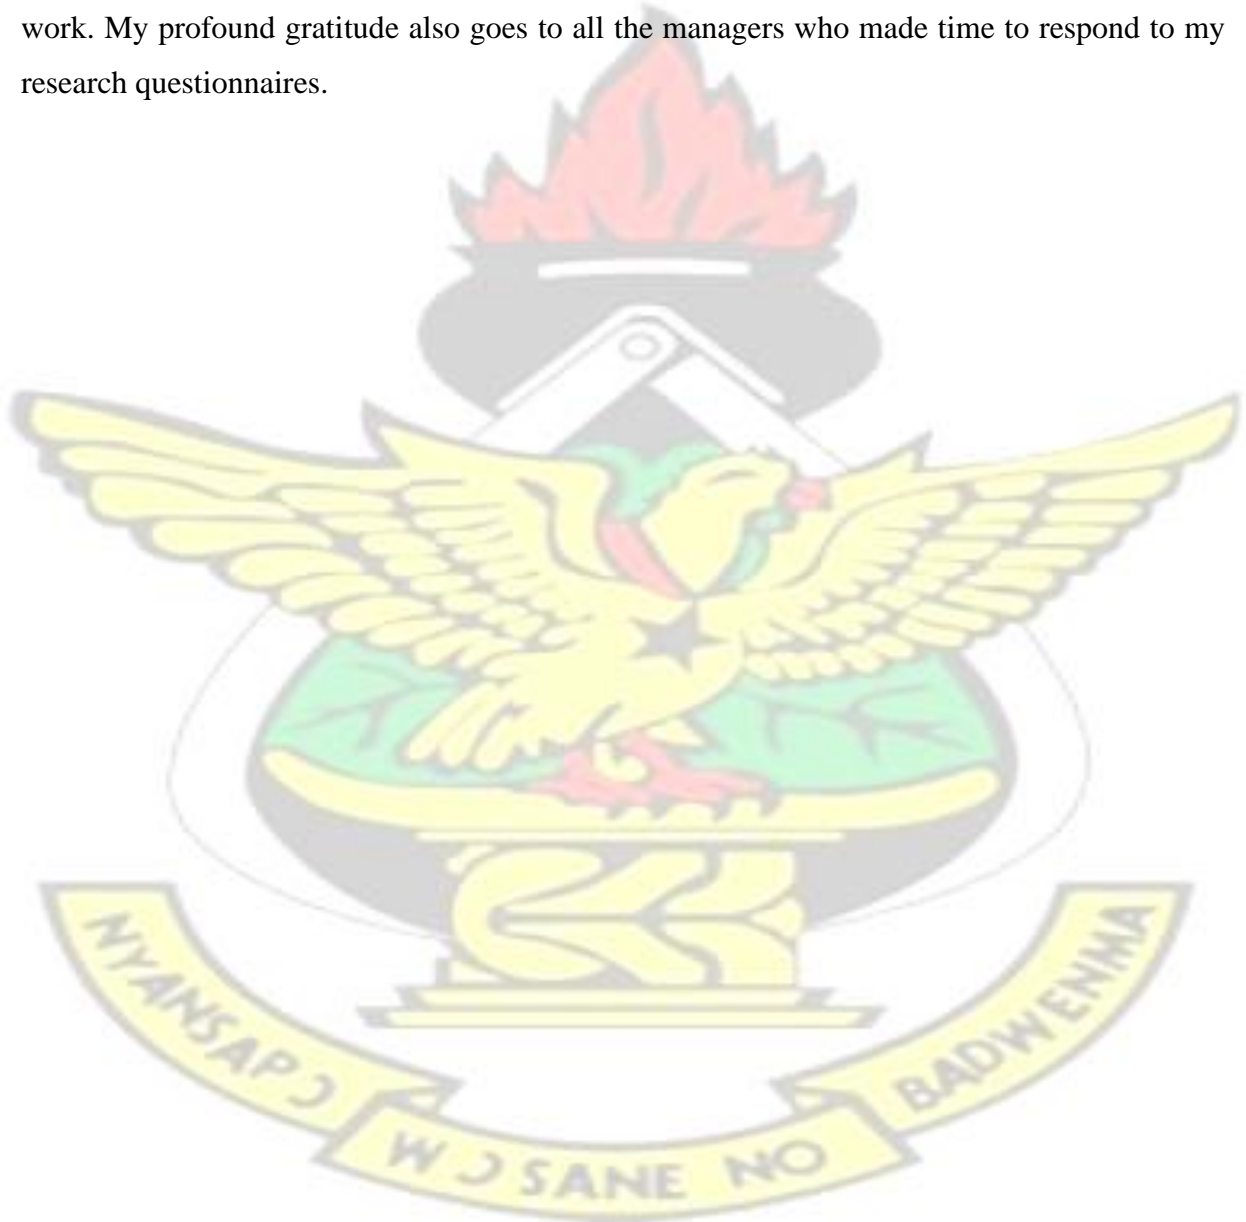 work. My profound gratitude also goes to all the managers who made time to respond to my
research questionnaires.
NYANSAPƆ
WƆSANE NO
BADWENMA